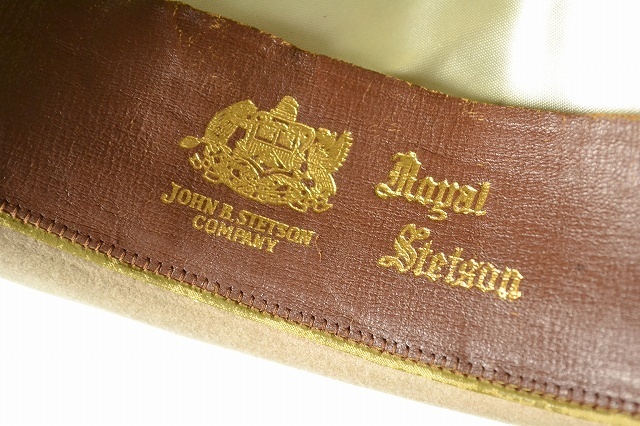 JOHN B. STETSON
COMPANY
Royal
Stetson